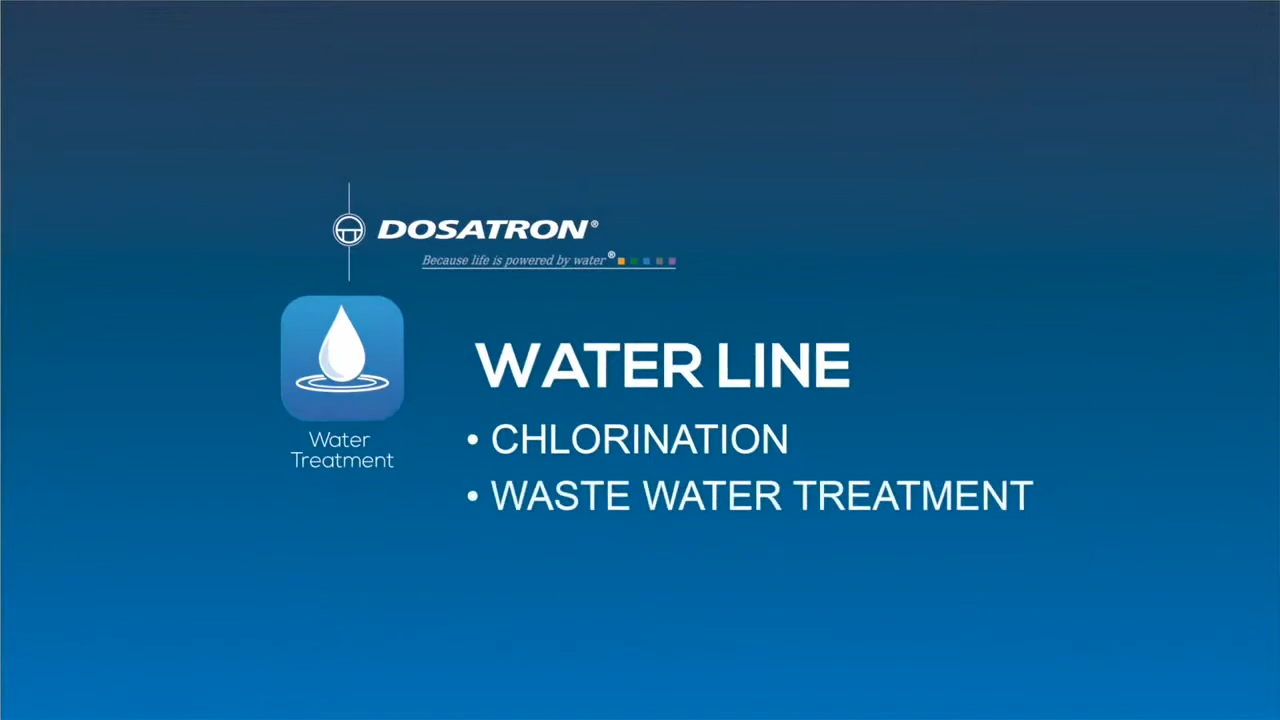 DOSATRON®
Because life is powered by water®
WATER LINE
• CHLORINATION
• WASTE WATER TREATMENT
Water
Treatment